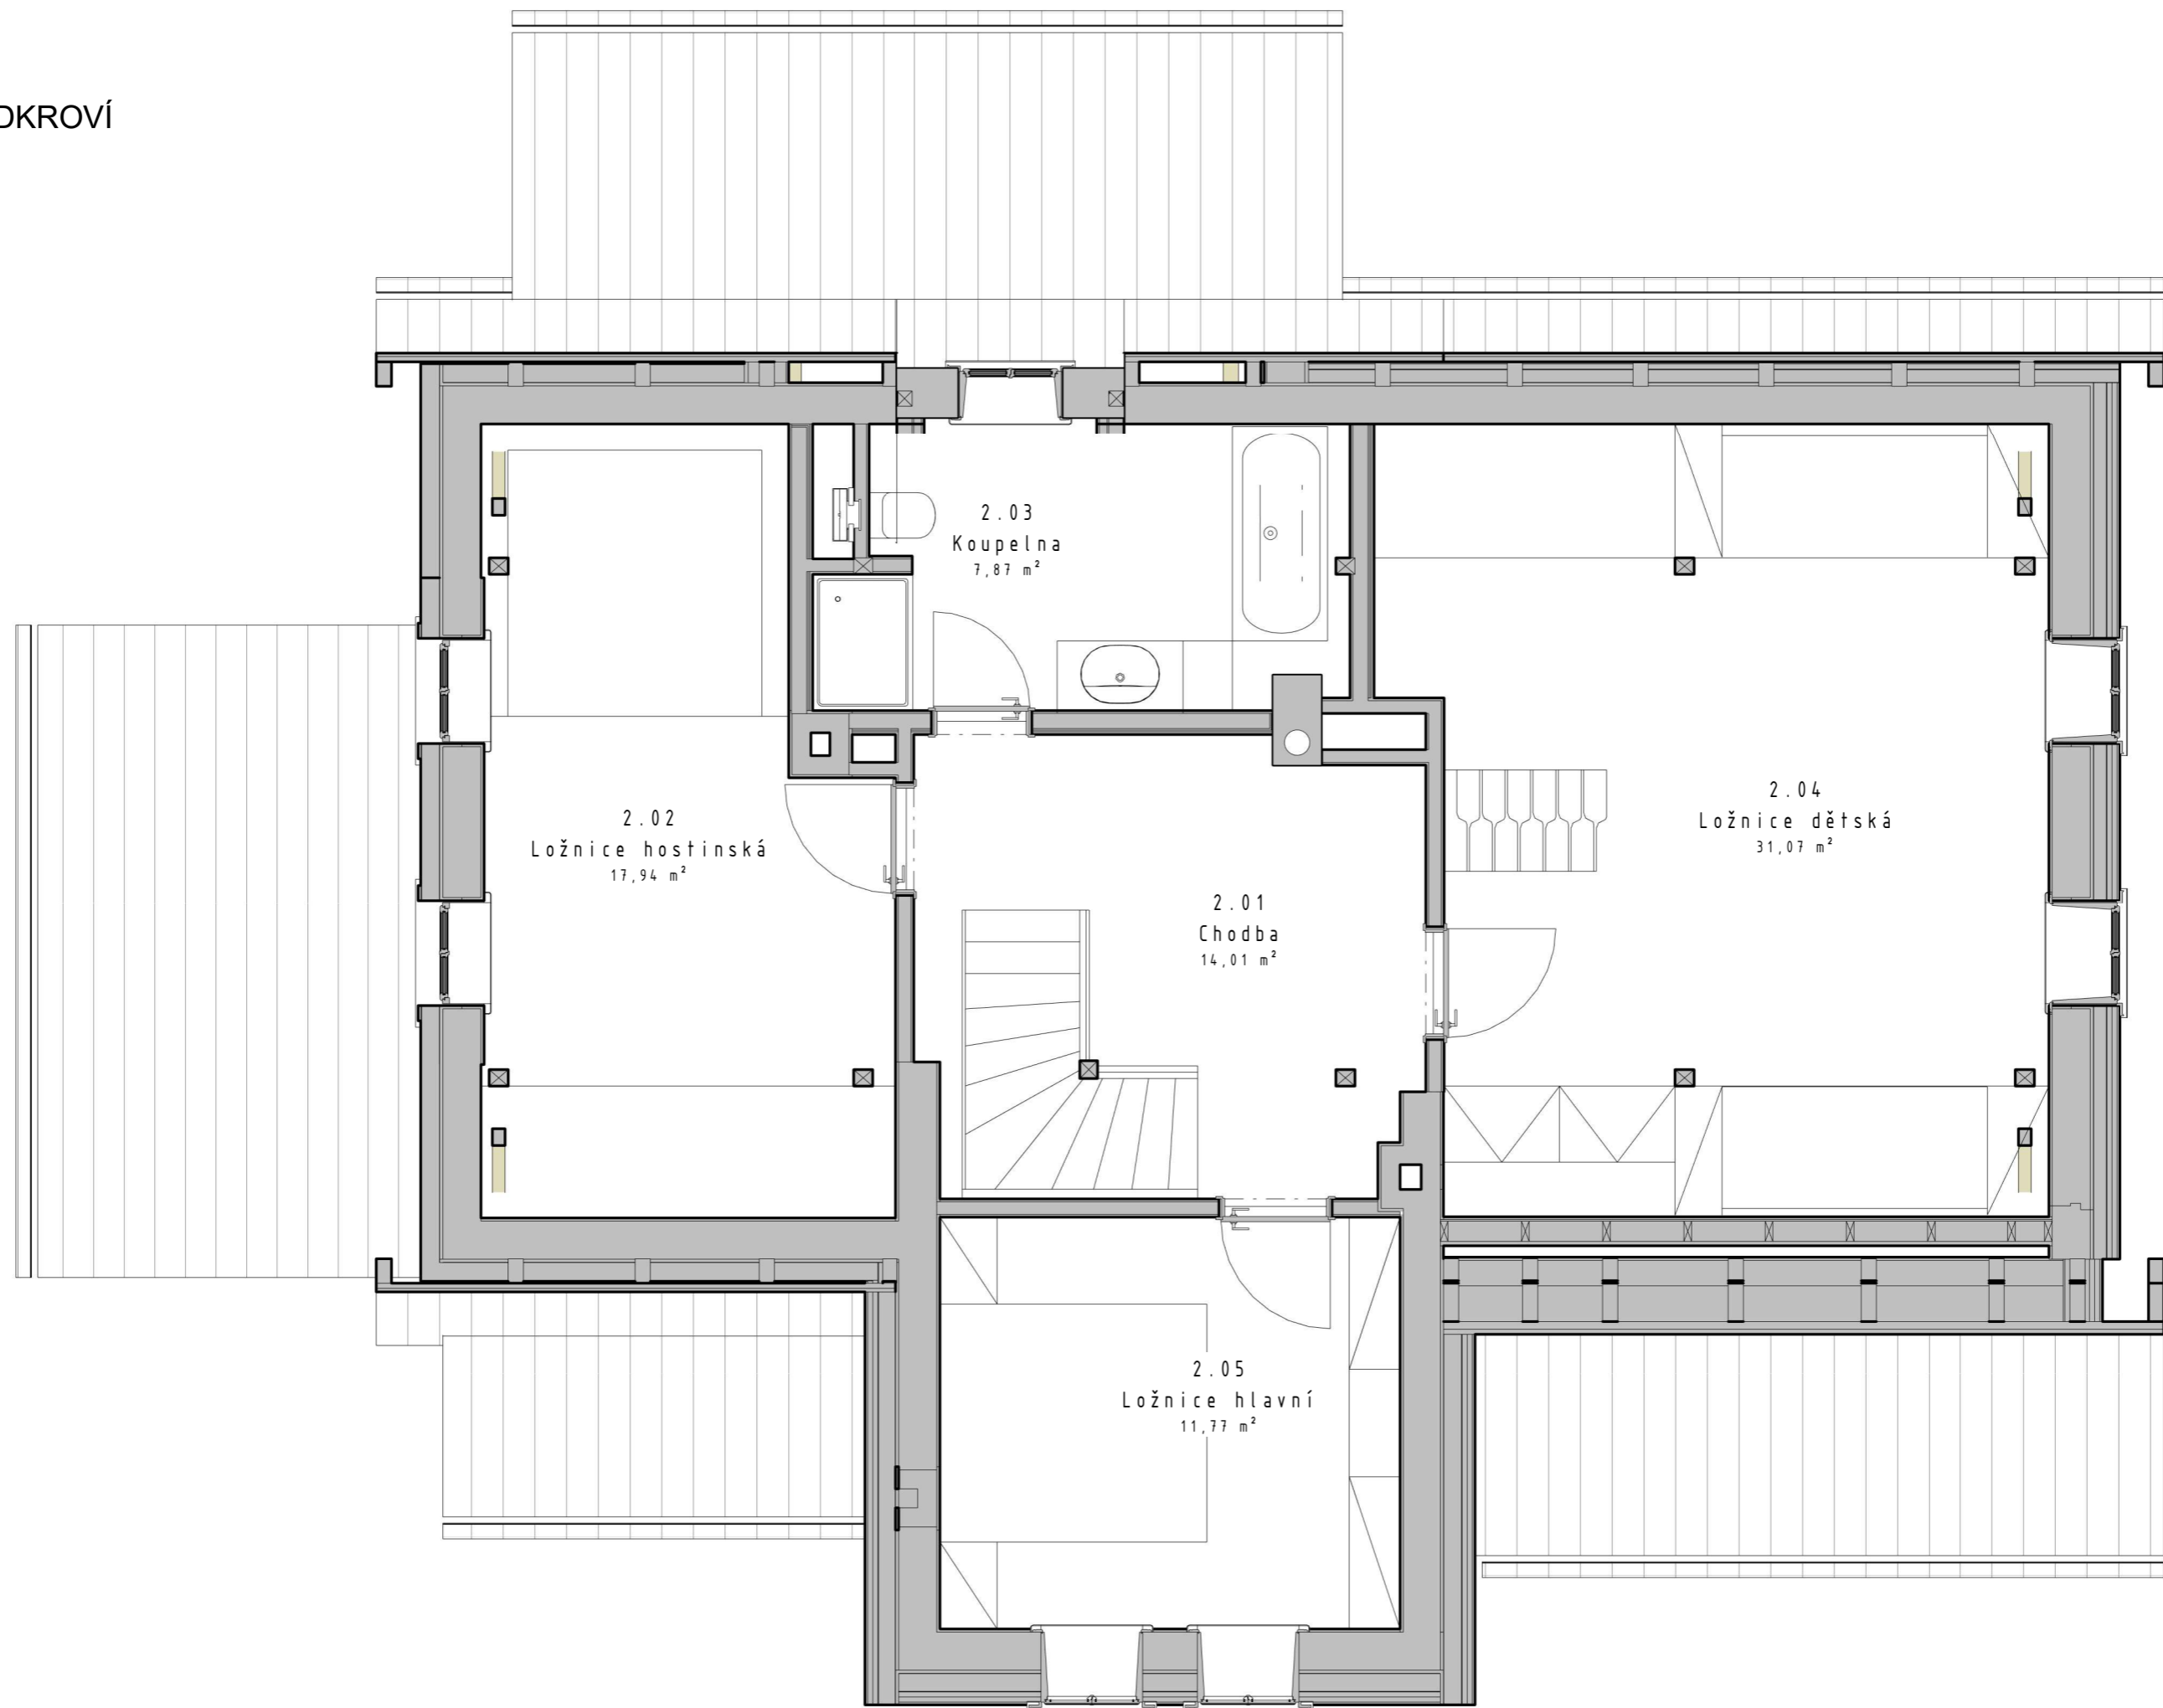 DKROVÍ
2.03
Koupelna
7,87 m²
2.04
Ložnice dětská
31,07 m²
2.02
Ložnice hostinská
17,94 m²
2.01
Chodba
14,01 m²
2.05
Ložnice hlavní
11,77 m²